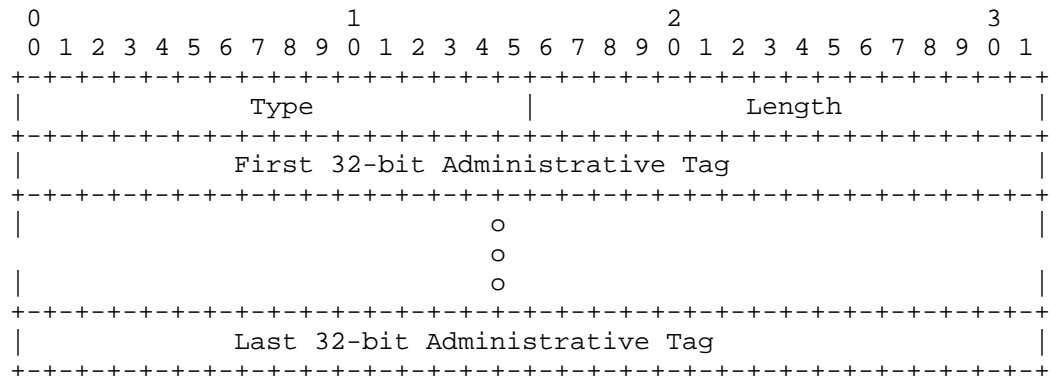 0                   1                   2                   3
 0 1 2 3 4 5 6 7 8 9 0 1 2 3 4 5 6 7 8 9 0 1 2 3 4 5 6 7 8 9 0 1
+-+-+-+-+-+-+-+-+-+-+-+-+-+-+-+-+-+-+-+-+-+-+-+-+-+-+-+-+-+-+-+-+
|              Type             |             Length            |
+-+-+-+-+-+-+-+-+-+-+-+-+-+-+-+-+-+-+-+-+-+-+-+-+-+-+-+-+-+-+-+-+
|             First 32-bit Administrative Tag                   |
+-+-+-+-+-+-+-+-+-+-+-+-+-+-+-+-+-+-+-+-+-+-+-+-+-+-+-+-+-+-+-+-+
|                             o                                 |
                              o
|                             o                                 |
+-+-+-+-+-+-+-+-+-+-+-+-+-+-+-+-+-+-+-+-+-+-+-+-+-+-+-+-+-+-+-+-+
|             Last 32-bit Administrative Tag                    |
+-+-+-+-+-+-+-+-+-+-+-+-+-+-+-+-+-+-+-+-+-+-+-+-+-+-+-+-+-+-+-+-+